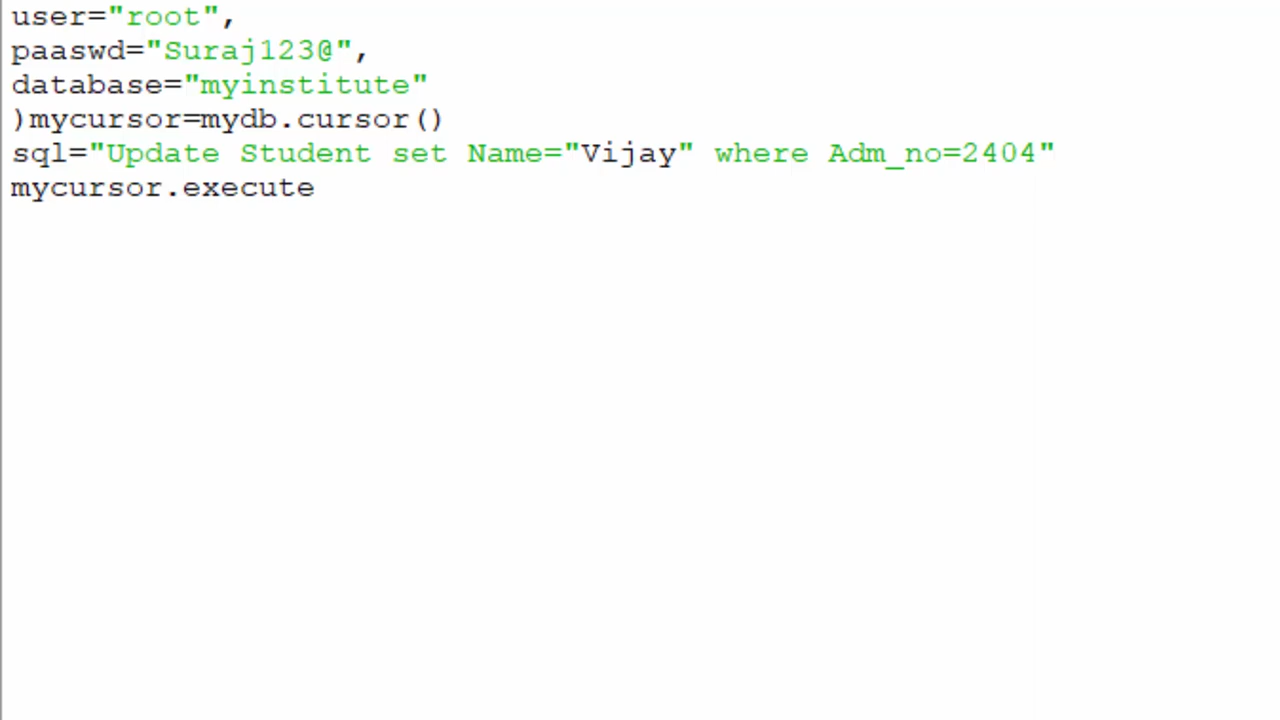 user="root",
paaswd="Suraj123@",
database="myinstitute"
)mycursor=mydb.cursor()
sql="Update Student set Name="Vijay" where Adm_no=2404"
mycursor.execute